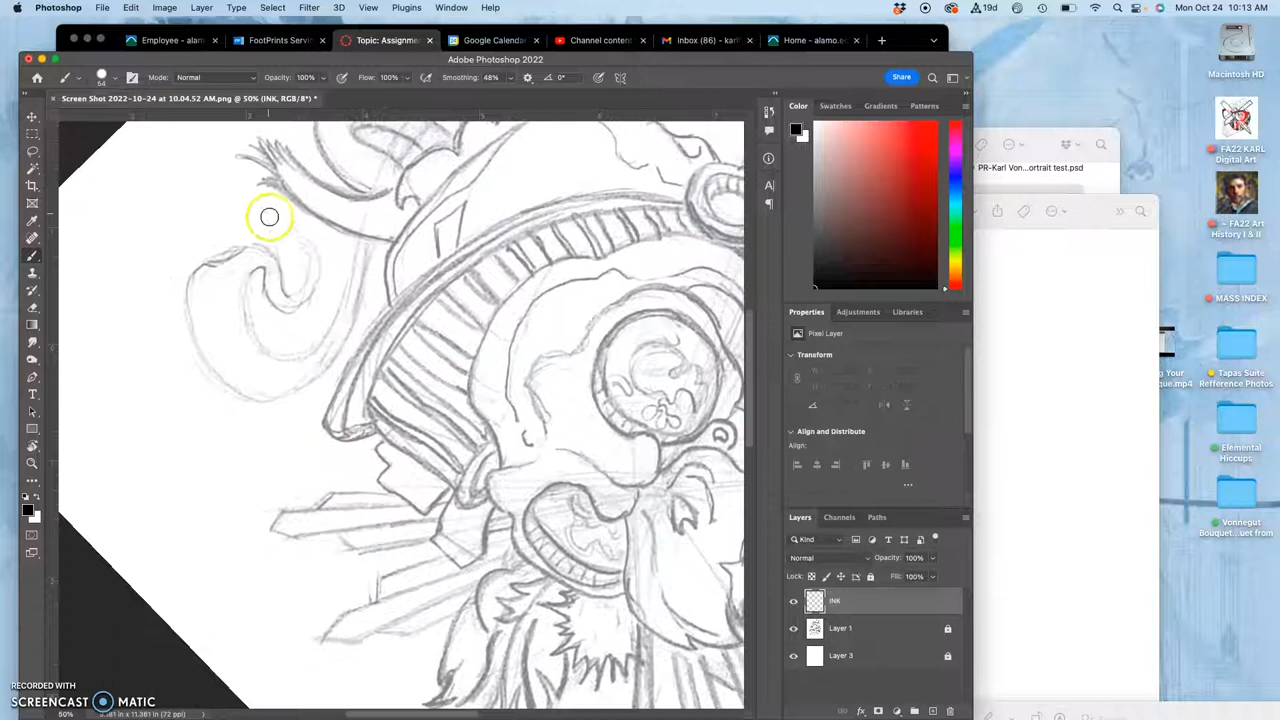 Photoshop File Edit Image Layer Type Select Filter 3D View Plugins Window Help 19d Mon Oct 24 10:13 AM
Employee - alam FootPrints Servi Topic: Assignme Google Calendar Channel content Inbox (86) - karl Home - alamo.ec
Adobe Photoshop 2022
54 Mode: Normal Opacity: 100% Flow: 100% Smoothing: 48% 0° Share
Screen Shot 2022-10-24 at 10.04.52 AM.png @ 50% (INK, RGB/8*) *
Color Swatches Gradients Patterns
Properties Adjustments Libraries
Pixel Layer
Transform
Align and Distribute
Align:
Layers Channels Paths
Kind
Normal Opacity: 100%
Lock: Fill: 100%
INK
Layer 1
Layer 3
PR-Karl Von...ortrait test.psd
Macintosh HD
FA22 KARL
Digital Art
~ FA22 Art
History I & II
MASS INDEX
Tapas Suite
Refference Photos
Elemental
Hiccups
Vonnegut
Bouquet...uet from
RECORDED WITH
SCREENCAST MATIC